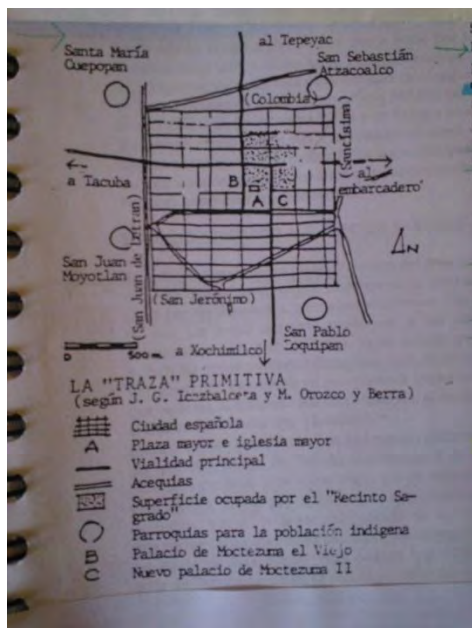 al Tepeyac
Santa María
Cuepopan
San Sebastián
Atzacoalco
(Colombia)
(Santísima)
a Tacuba
B
A
C
al
embarcadero
San Juan
Moyotlan
(San Juan de Letran)
N
(San Jerónimo)
San Pablo
Zoquipan
0
500 m.
a Xochimilco
LA "TRAZA" PRIMITIVA
(según J. G. Icazbalceta y M. Orozco y Berra)
Ciudad española
A Plaza mayor e iglesia mayor
Vialidad principal
Acequias
Superficie ocupada por el "Recinto Sa-
grado"
Parroquias para la población indígena
B Palacio de Moctezuma el Viejo
C Nuevo palacio de Moctezuma II